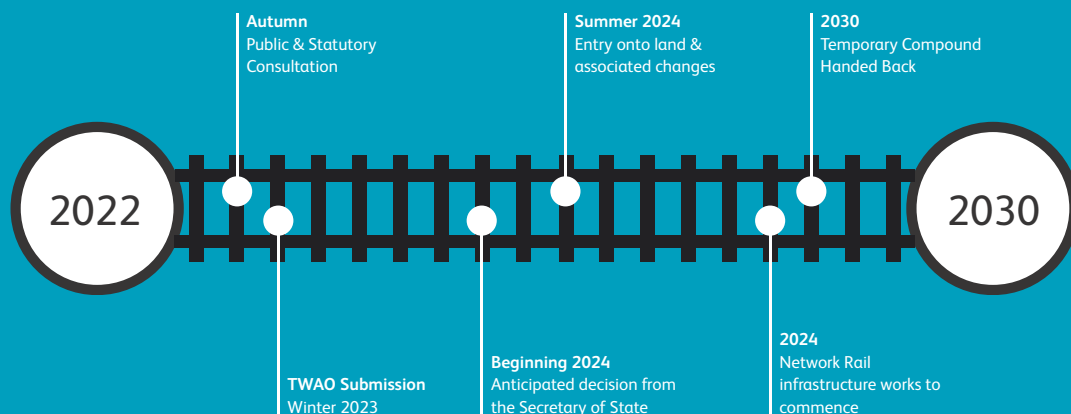 Autumn
Public & Statutory
Consultation
Summer 2024
Entry onto land &
associated changes
2030
Temporary Compound
Handed Back
2022
2030
TWAO Submission
Winter 2023
Beginning 2024
Anticipated decision from
the Secretary of State
2024
Network Rail
infrastructure works to
commence